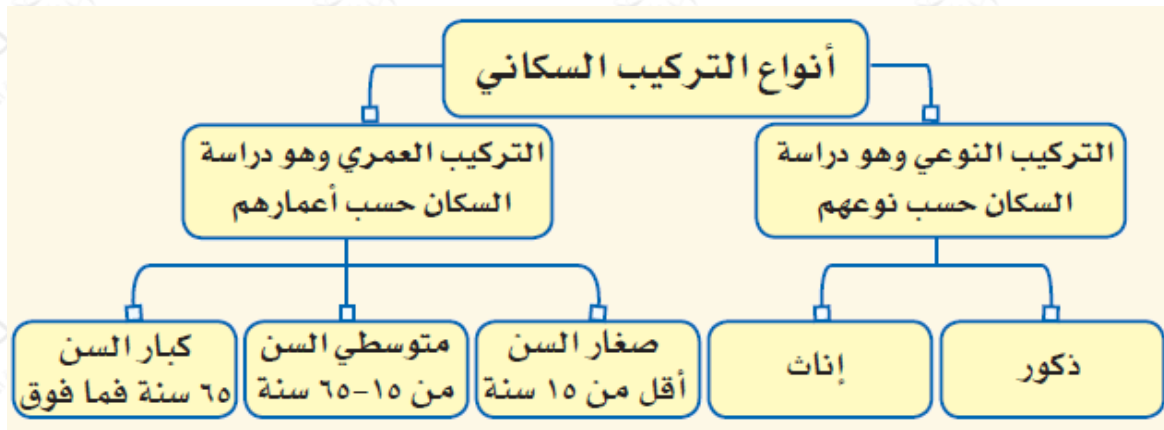 أنواع التركيب السكاني
التركيب النوعي وهو دراسة
السكان حسب نوعهم
التركيب العمري وهو دراسة
السكان حسب أعمارهم
ذكور
إناث
صغار السن
أقل من ١٥ سنة
متوسطي السن
من ١٥-٦٥ سنة
كبار السن
٦٥ سنة فما فوق